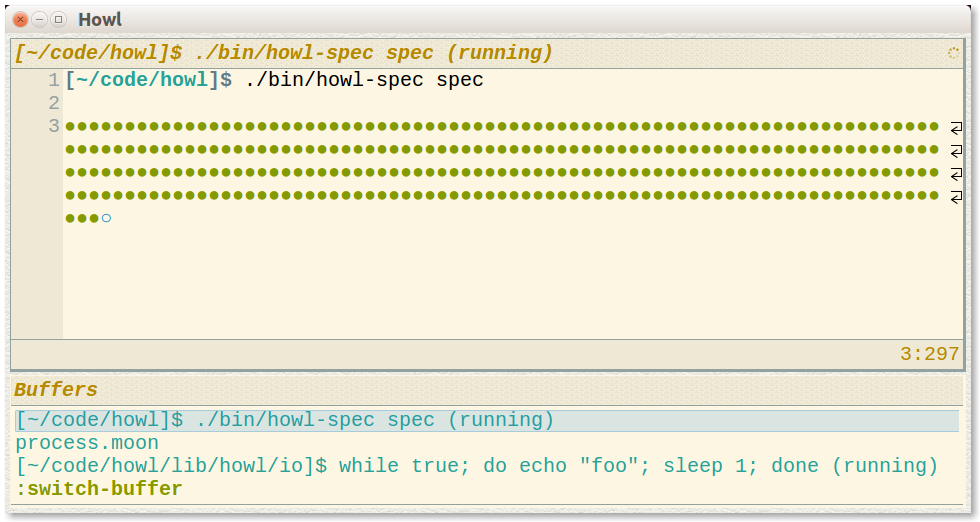 Howl
[~/code/howl]$ ./bin/howl-spec spec (running)
1 [~/code/howl]$ ./bin/howl-spec spec
2
3 ●●●●●●●●●●●●●●●●●●●●●●●●●●●●●●●●●●●●●●●●●●●●●●●●●●●●●●●●●●●●●●●●●●●●●●●●●
●●●●●●●●●●●●●●●●●●●●●●●●●●●●●●●●●●●●●●●●●●●●●●●●●●●●●●●●●●●●●●●●●●●●●●●●●
●●●●●●●●●●●●●●●●●●●●●●●●●●●●●●●●●●●●●●●●●●●●●●●●●●●●●●●●●●●●●●●●●●●●●●●●●
●●●●●●●●●●●●●●●●●●●●●●●●●●●●●●●●●●●●●●●●●●●●●●●●●●●●●●●●●●●●●●●●●●●●●●●●●
●●●○
3:297
Buffers
[~/code/howl]$ ./bin/howl-spec spec (running)
process.moon
[~/code/howl/lib/howl/io]$ while true; do echo "foo"; sleep 1; done (running)
:switch-buffer